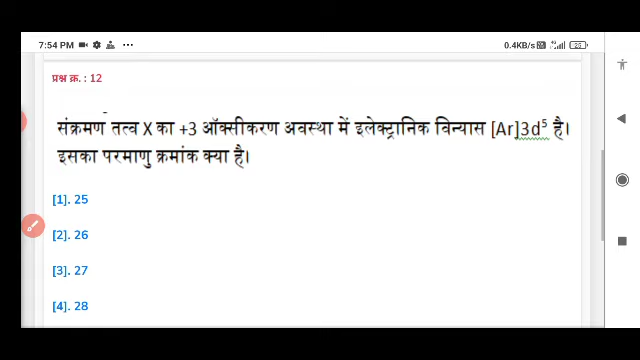 7:54 PM
0.4KB/s
25
प्रश्न क्र. : 12
संक्रमण तत्व X का +3 ऑक्सीकरण अवस्था में इलेक्ट्रानिक विन्यास [Ar]3d⁵ है।
इसका परमाणु क्रमांक क्या है।
[1]. 25
[2]. 26
[3]. 27
[4]. 28